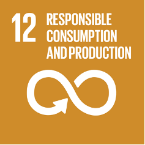 12 RESPONSIBLE
CONSUMPTION
AND PRODUCTION